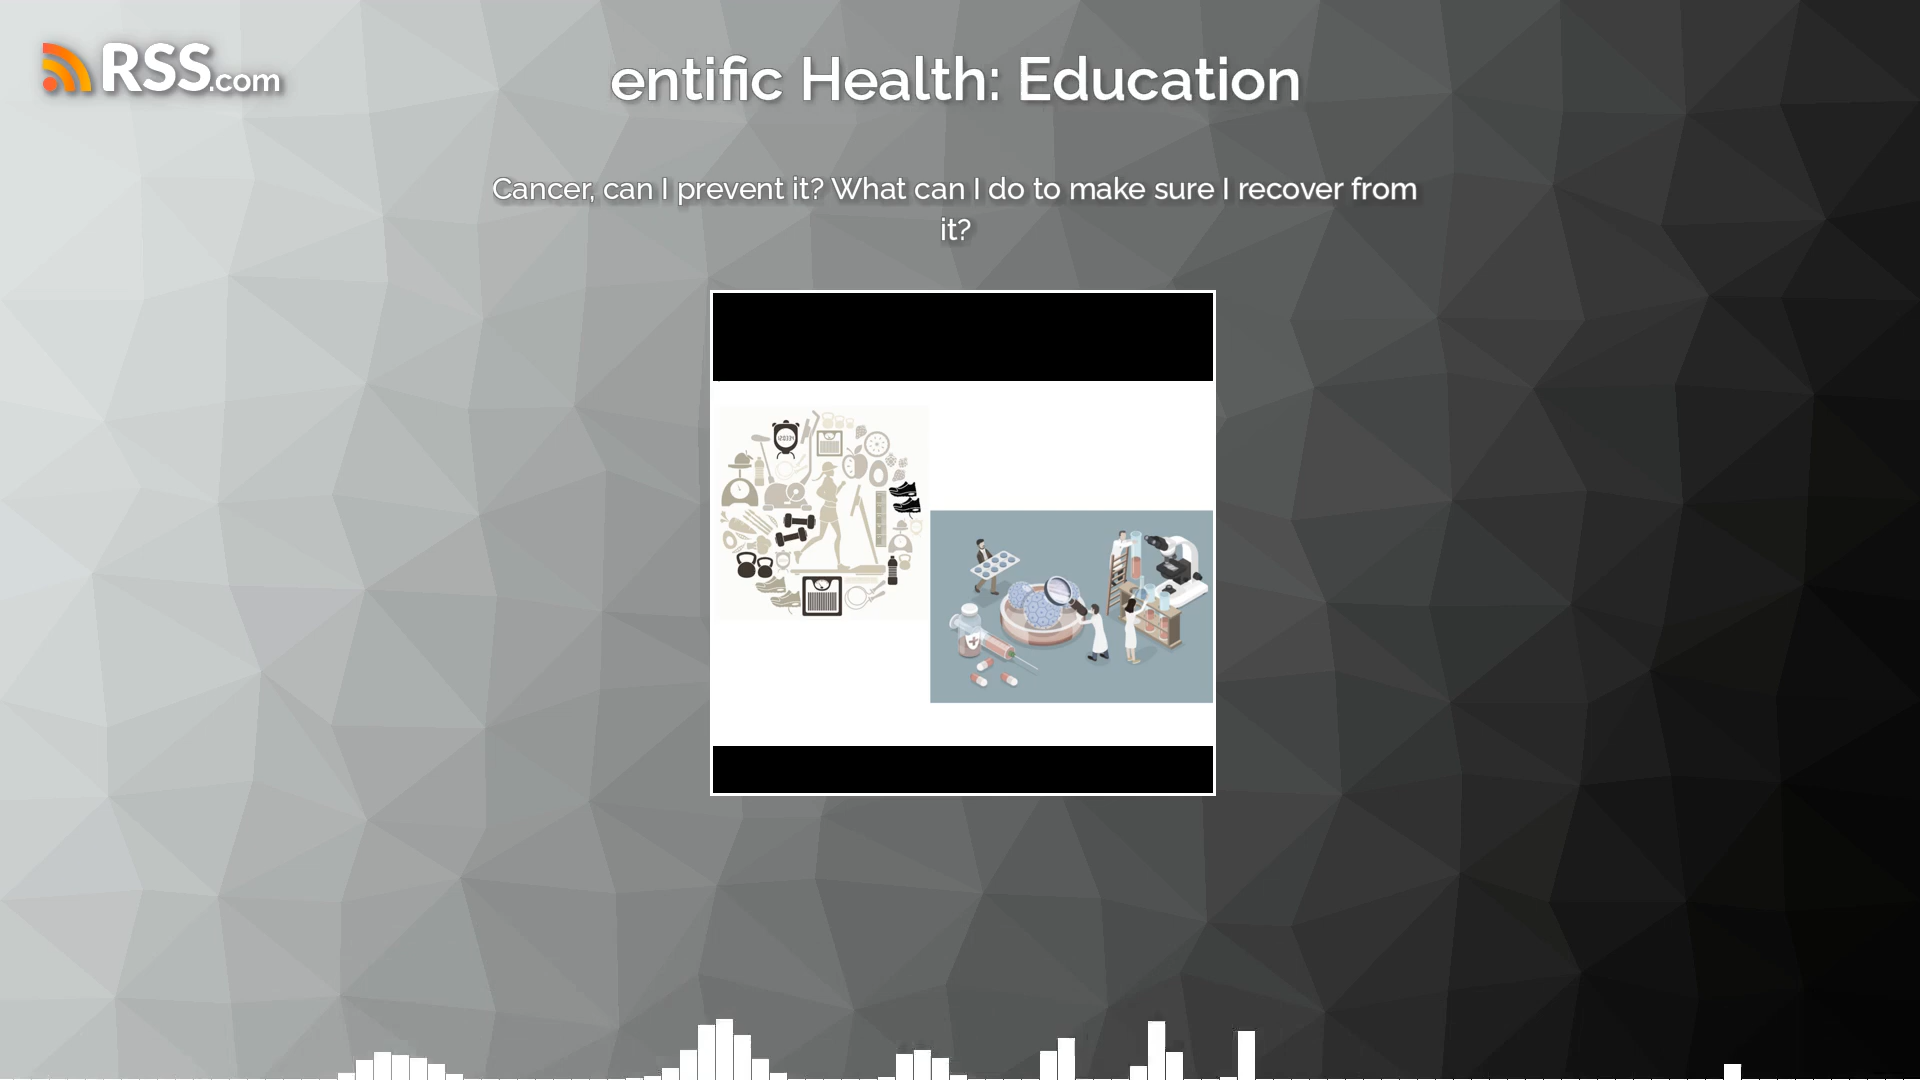 RSS.com
entific Health: Education
Cancer, can I prevent it? What can I do to make sure I recover from
it?